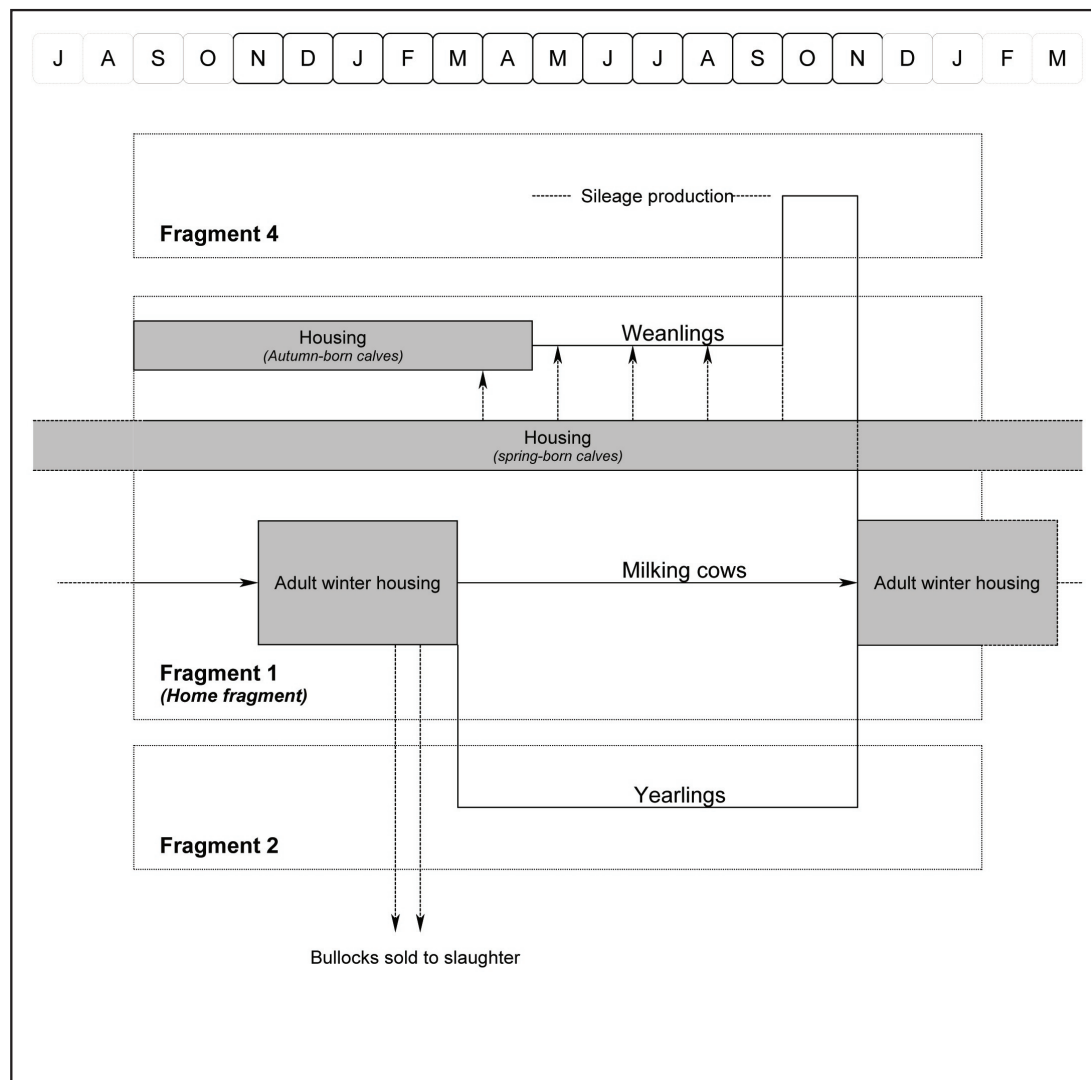 J A S O N D J F M A M J J A S O N D J F M
Sileage production
Fragment 4
Housing
(Autumn-born calves)
Weanlings
Housing
(spring-born calves)
Adult winter housing
Milking cows
Adult winter housing
Fragment 1
(Home fragment)
Yearlings
Fragment 2
Bullocks sold to slaughter